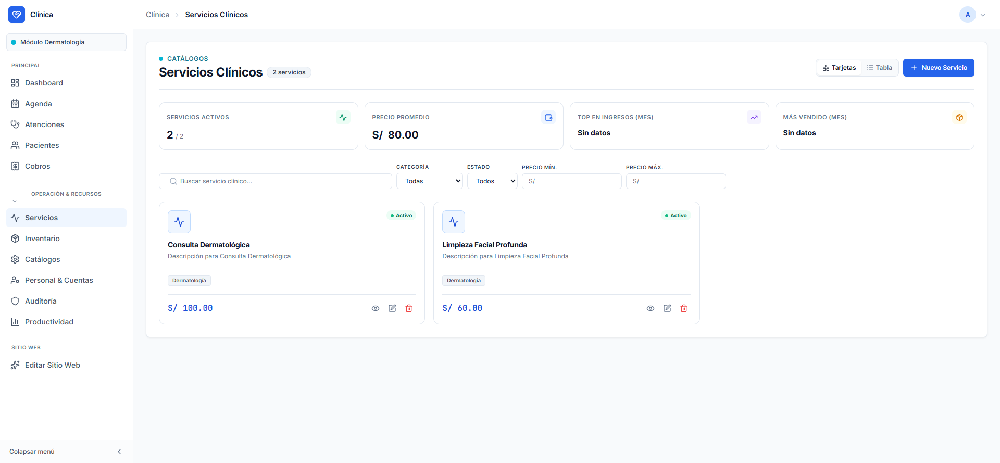 Clínica
Módulo Dermatología
PRINCIPAL
Dashboard
Agenda
Atenciones
Pacientes
Cobros
OPERACIÓN & RECURSOS
Servicios
Inventario
Catálogos
Personal & Cuentas
Auditoría
Productividad
SITIO WEB
Editar Sitio Web
Colapsar menú
Clínica > Servicios Clínicos
A
CATÁLOGOS
Servicios Clínicos 2 servicios
Tarjetas Tabla + Nuevo Servicio
SERVICIOS ACTIVOS
2 / 2
PRECIO PROMEDIO
S/ 80.00
TOP EN INGRESOS (MES)
Sin datos
MÁS VENDIDO (MES)
Sin datos
Buscar servicio clínico...
CATEGORÍA
Todas
ESTADO
Todos
PRECIO MÍN.
S/
PRECIO MÁX.
S/
Activo
Consulta Dermatológica
Descripción para Consulta Dermatológica
Dermatología
S/ 100.00
Activo
Limpieza Facial Profunda
Descripción para Limpieza Facial Profunda
Dermatología
S/ 60.00